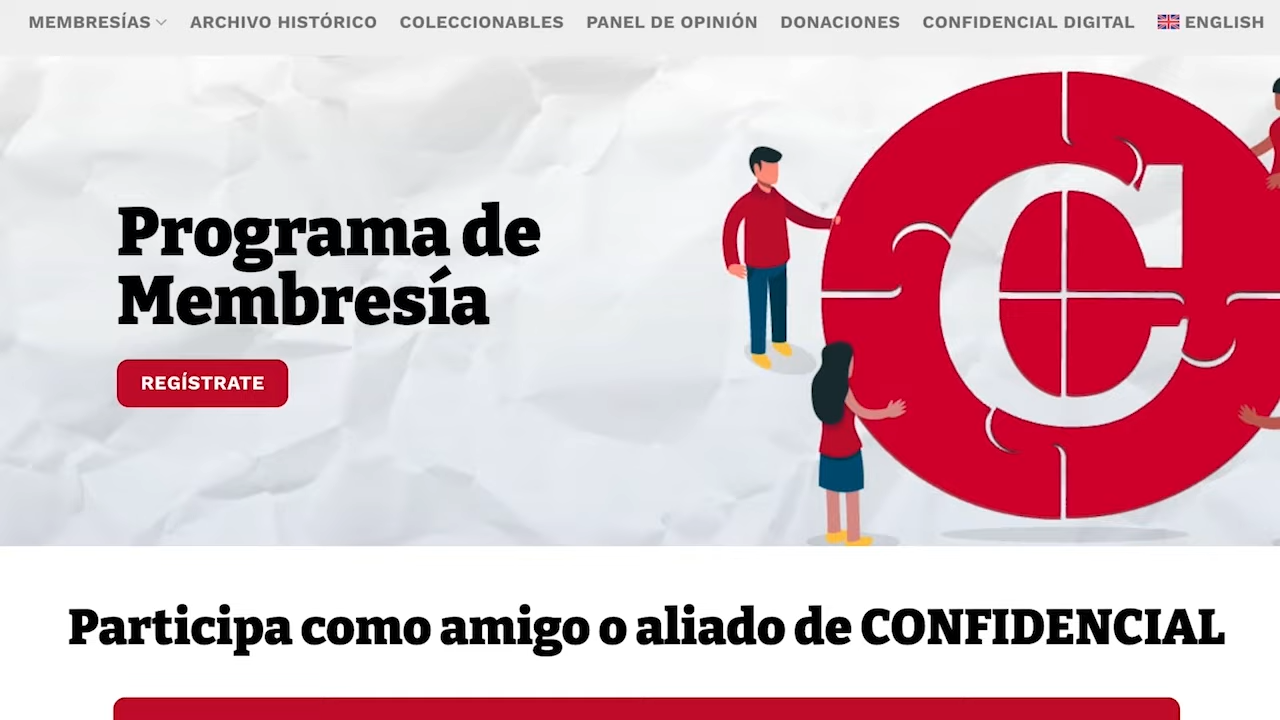 MEMBRESÍAS ARCHIVO HISTÓRICO COLECCIONABLES PANEL DE OPINIÓN DONACIONES CONFIDENCIAL DIGITAL ENGLISH
Programa de
Membresía
REGÍSTRATE
C
Participa como amigo o aliado de CONFIDENCIAL